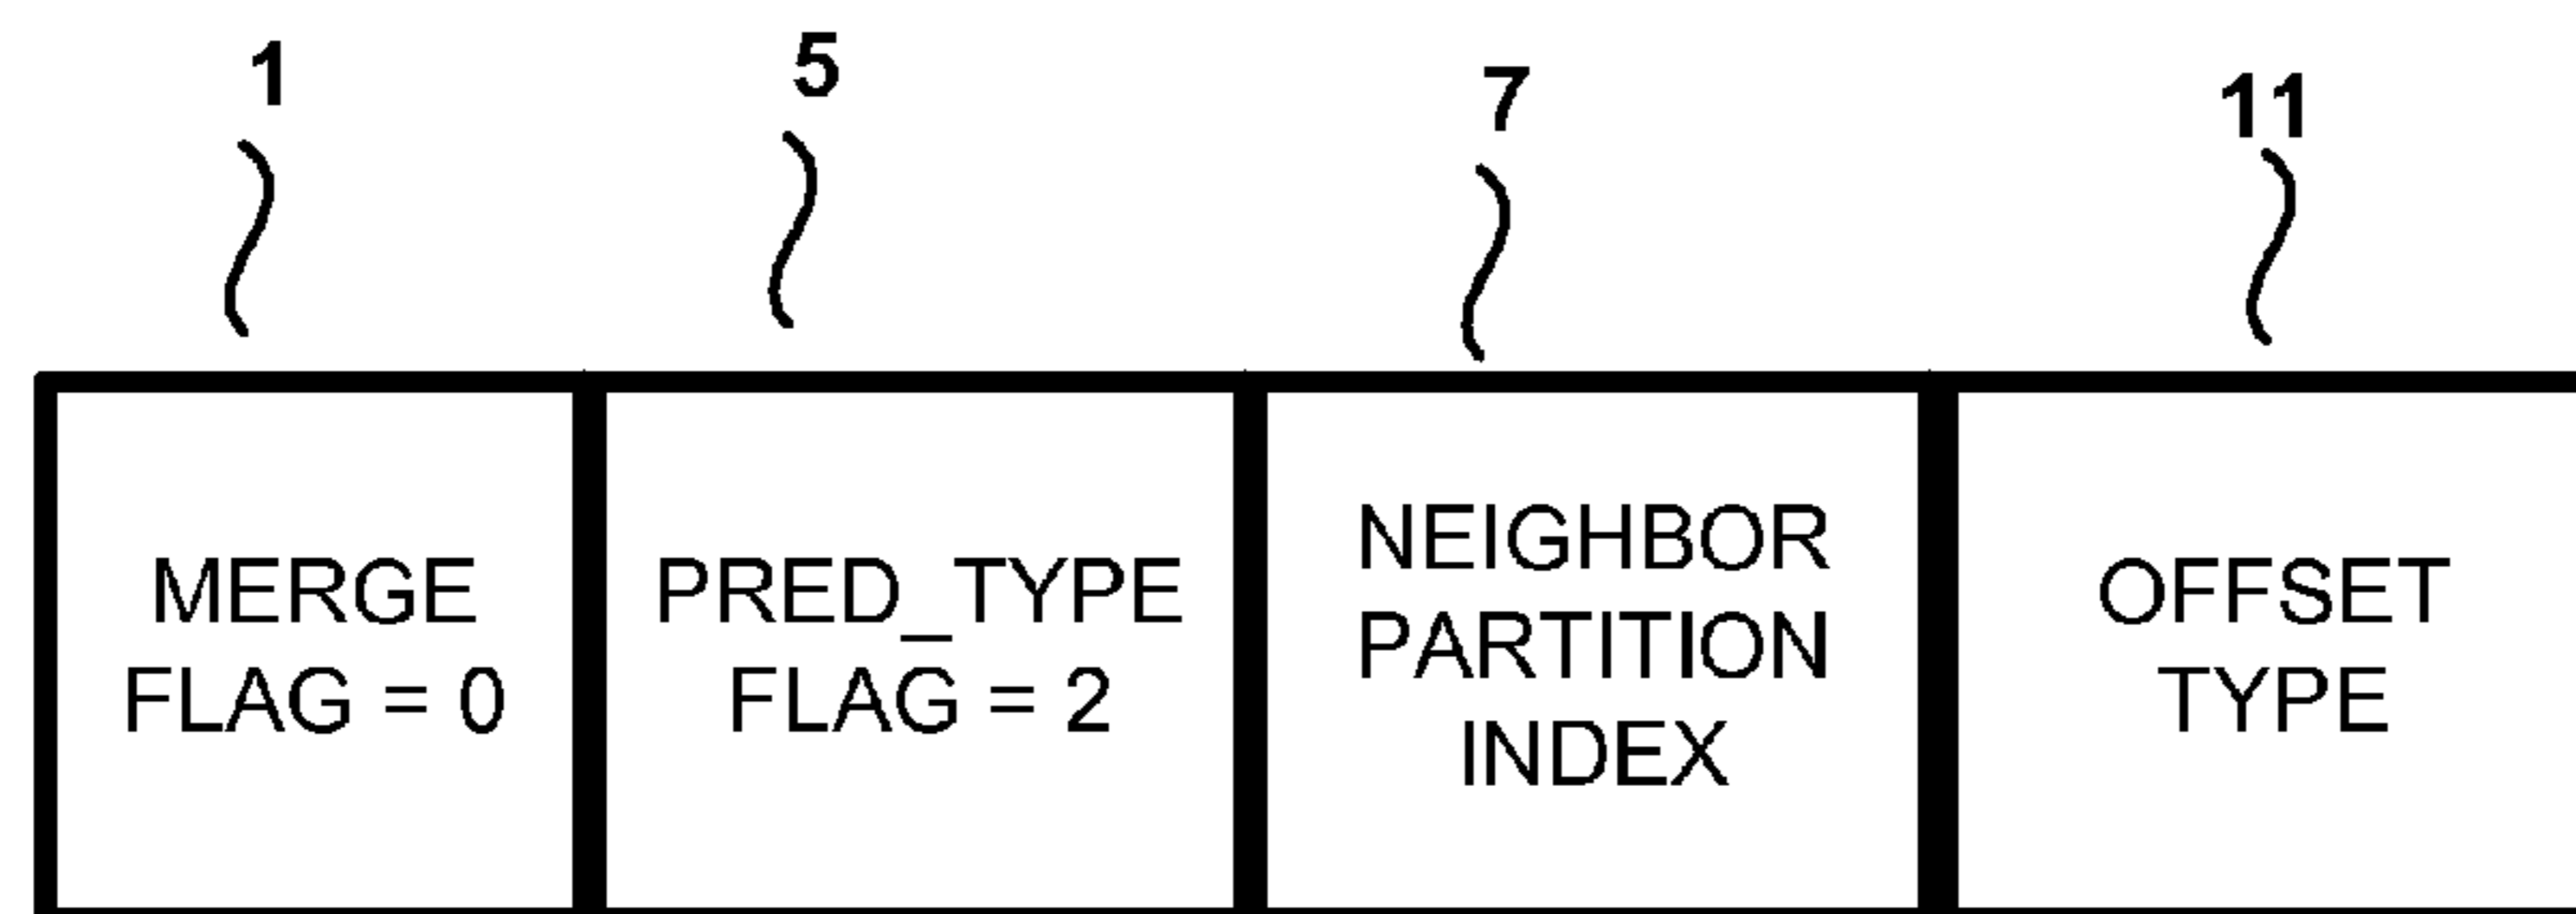 1 5 7 11
MERGE
FLAG = 0
PRED_TYPE
FLAG = 2
NEIGHBOR
PARTITION
INDEX
OFFSET
TYPE